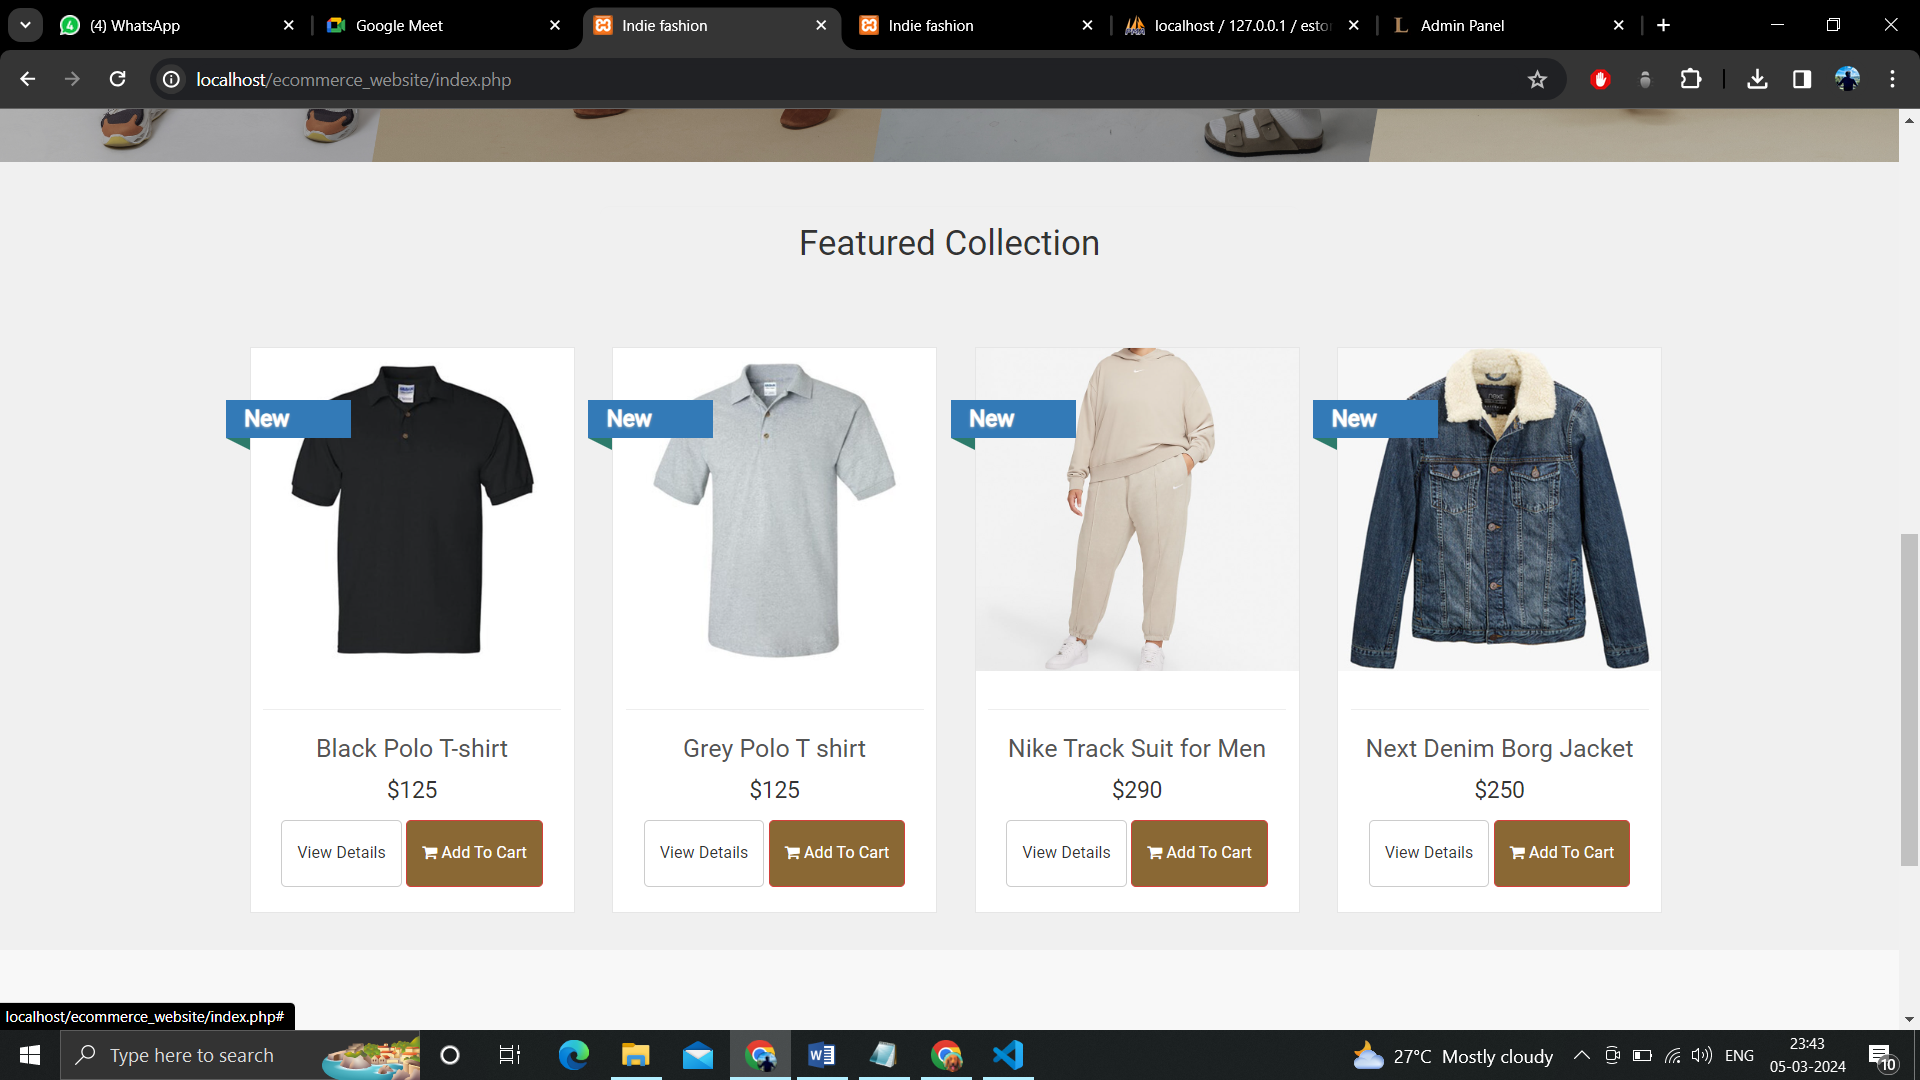 (4) WhatsApp
Google Meet
Indie fashion
Indie fashion
localhost / 127.0.0.1 / esto
Admin Panel
localhost/ecommerce_website/index.php
Featured Collection
New
New
New
New
Black Polo T-shirt
Grey Polo T shirt
Nike Track Suit for Men
Next Denim Borg Jacket
$125
$125
$290
$250
View Details
Add To Cart
View Details
Add To Cart
View Details
Add To Cart
View Details
Add To Cart
localhost/ecommerce_website/index.php#
Type here to search
27°C Mostly cloudy
ENG
23:43
05-03-2024
10